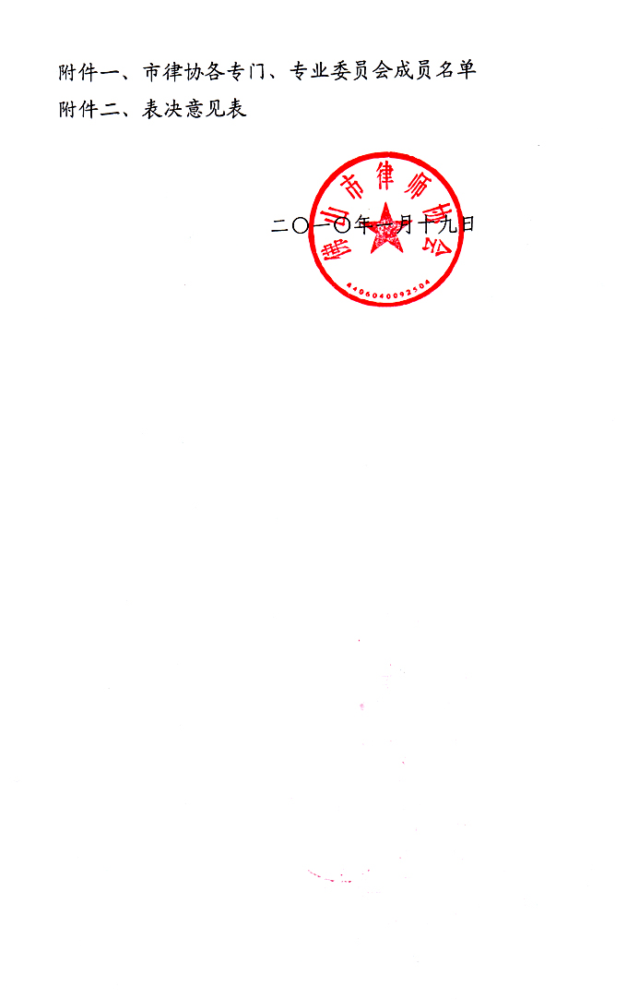 附件一、市律协各专门、专业委员会成员名单
附件二、表决意见表
佛山市律师协会
二〇一〇年一月十九日
4406040092504